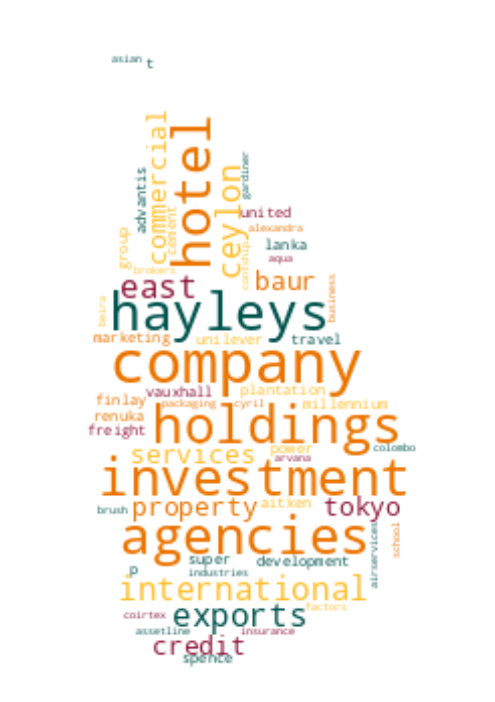 asian t
commercial
hotel
advantis
cement
ceylon
gardiner
united
alexandra
group
lanka
containship
aqua
brokers
east
baur
business
beira
hayleys
marketing
unilever
travel
company
vauxhall
plantation
finlay
packaging
cyril
millennium
renuka
holdings
freight
services
power
colombo
arvana
investment
brush
property
aitken
tokyo
agencies
school
airservices
super
development
p
industries
international
factors
coirtex
exports
assetline
insurance
credit
spence